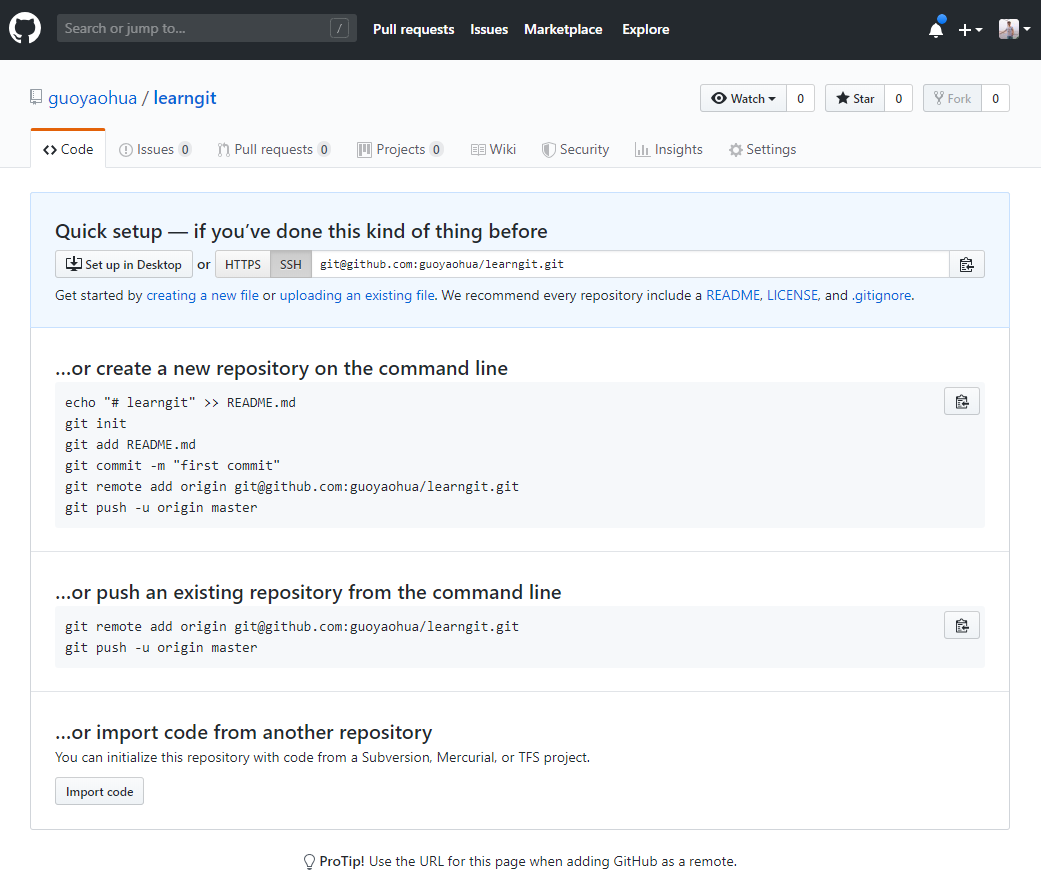 Search or jump to... / Pull requests Issues Marketplace Explore
guoyaohua / learngit Watch 0 Star 0 Fork 0
Code Issues 0 Pull requests 0 Projects 0 Wiki Security Insights Settings
Quick setup — if you’ve done this kind of thing before
Set up in Desktop or HTTPS SSH git@github.com:guoyaohua/learngit.git
Get started by creating a new file or uploading an existing file. We recommend every repository include a README, LICENSE, and .gitignore.
…or create a new repository on the command line
echo "# learngit" >> README.md
git init
git add README.md
git commit -m "first commit"
git remote add origin git@github.com:guoyaohua/learngit.git
git push -u origin master
…or push an existing repository from the command line
git remote add origin git@github.com:guoyaohua/learngit.git
git push -u origin master
…or import code from another repository
You can initialize this repository with code from a Subversion, Mercurial, or TFS project.
Import code
ProTip! Use the URL for this page when adding GitHub as a remote.